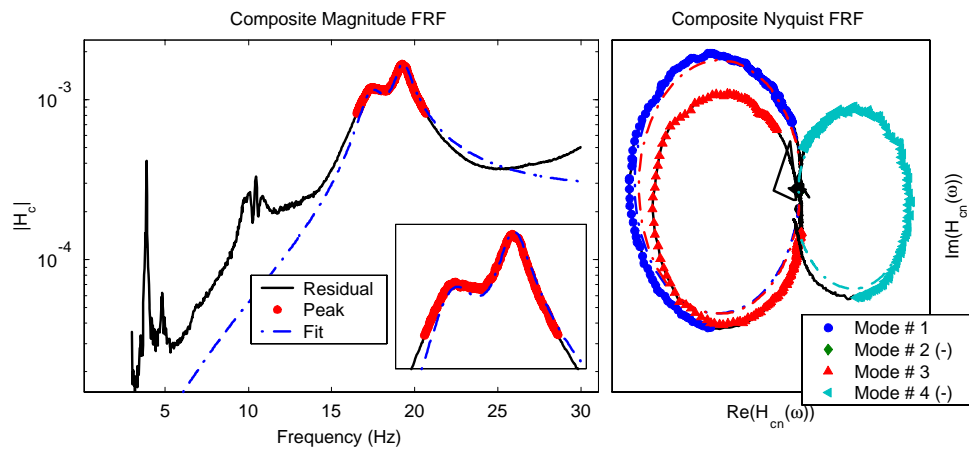 Composite Magnitude FRF
10^-3
10^-4
|H_c|
5
10
15
20
25
30
Frequency (Hz)
Residual
Peak
Fit
Composite Nyquist FRF
Im(H_cn(ω))
Re(H_cn(ω))
Mode # 1
Mode # 2 (-)
Mode # 3
Mode # 4 (-)